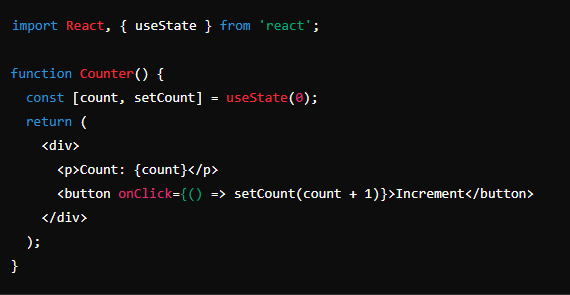 import React, { useState } from 'react';

function Counter() {
  const [count, setCount] = useState(0);
  return (
    <div>
      <p>Count: {count}</p>
      <button onClick={() => setCount(count + 1)}>Increment</button>
    </div>
  );
}